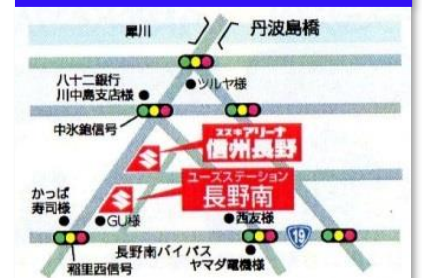 犀川
丹波島橋
八十二銀行
川中島支店様
ツルヤ様
中氷鉋信号
スズキアリーナ
信州長野
ユーズステーション
長野南
かっぱ
寿司様
GU様
西友様
19
長野南バイパス
ヤマダ電機様
稲里西信号